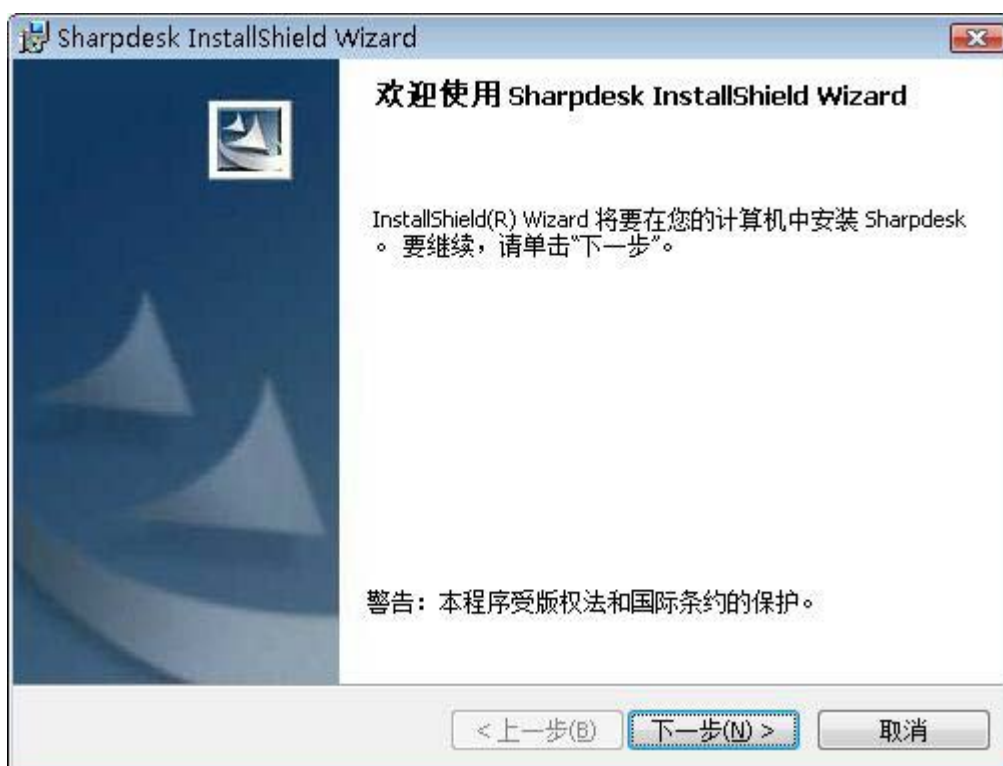 Sharpdesk InstallShield Wizard
欢迎使用 Sharpdesk InstallShield Wizard
InstallShield(R) Wizard 将要在您的计算机中安装 Sharpdesk
。 要继续，请单击“下一步”。
警告：本程序受版权法和国际条约的保护。
<上一步(B)
下一步(N) >
取消